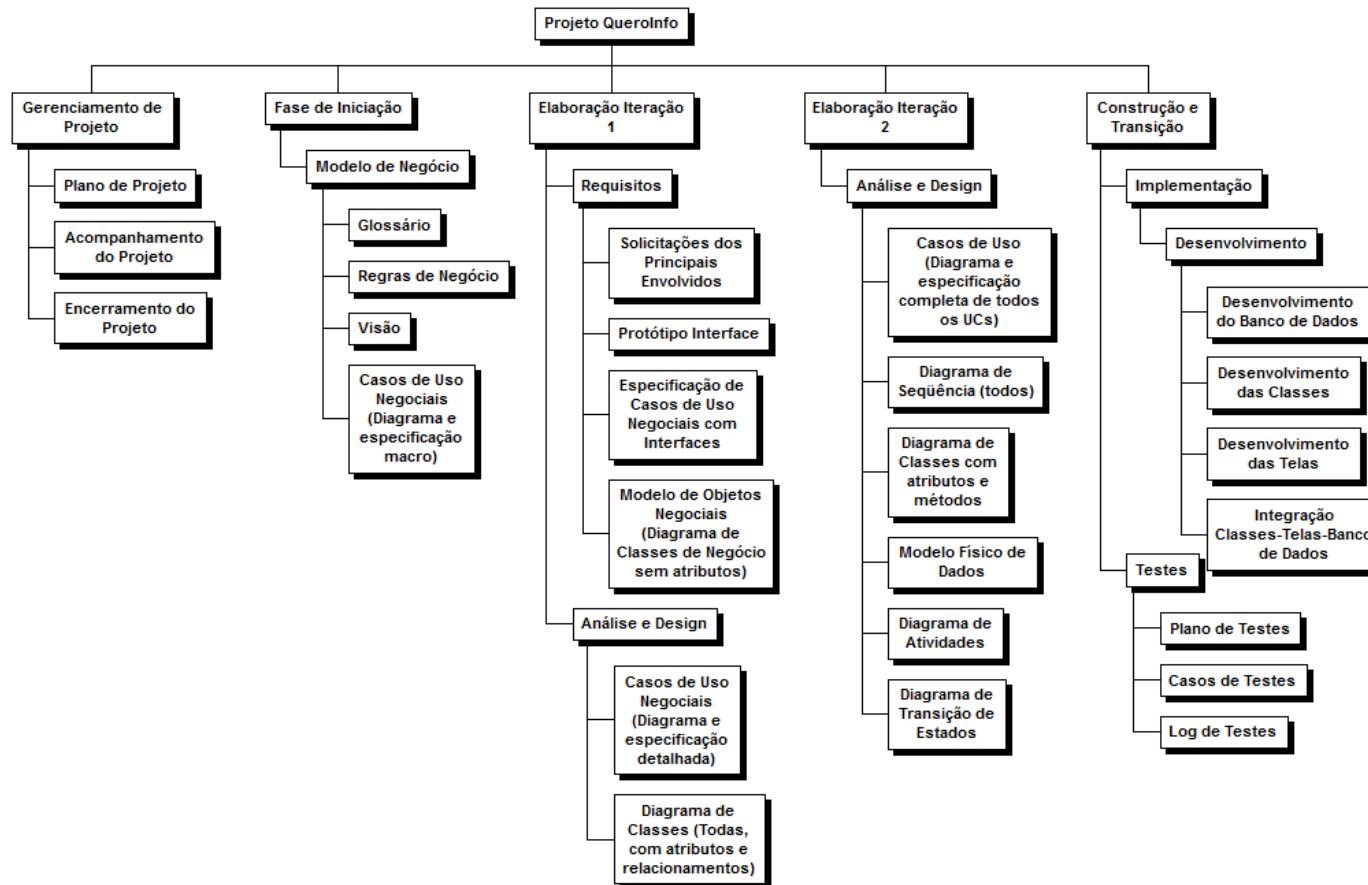 Projeto QueroInfo
Gerenciamento de
Projeto
Plano de Projeto
Acompanhamento
do Projeto
Encerramento do
Projeto
Fase de Iniciação
Modelo de Negócio
Glossário
Regras de Negócio
Visão
Casos de Uso
Negociais
(Diagrama e
especificação
macro)
Elaboração Iteração
1
Requisitos
Solicitações dos
Principais
Envolvidos
Protótipo Interface
Especificação de
Casos de Uso
Negociais com
Interfaces
Modelo de Objetos
Negociais
(Diagrama de
Classes de Negócio
sem atributos)
Análise e Design
Casos de Uso
Negociais
(Diagrama e
especificação
detalhada)
Diagrama de
Classes (Todas,
com atributos e
relacionamentos)
Elaboração Iteração
2
Análise e Design
Casos de Uso
(Diagrama e
especificação
completa de todos
os UCs)
Diagrama de
Seqüência (todos)
Diagrama de
Classes com
atributos e
métodos
Modelo Físico de
Dados
Diagrama de
Atividades
Diagrama de
Transição de
Estados
Construção e
Transição
Implementação
Desenvolvimento
Desenvolvimento
do Banco de Dados
Desenvolvimento
das Classes
Desenvolvimento
das Telas
Integração
Classes-Telas-Banco
de Dados
Testes
Plano de Testes
Casos de Testes
Log de Testes